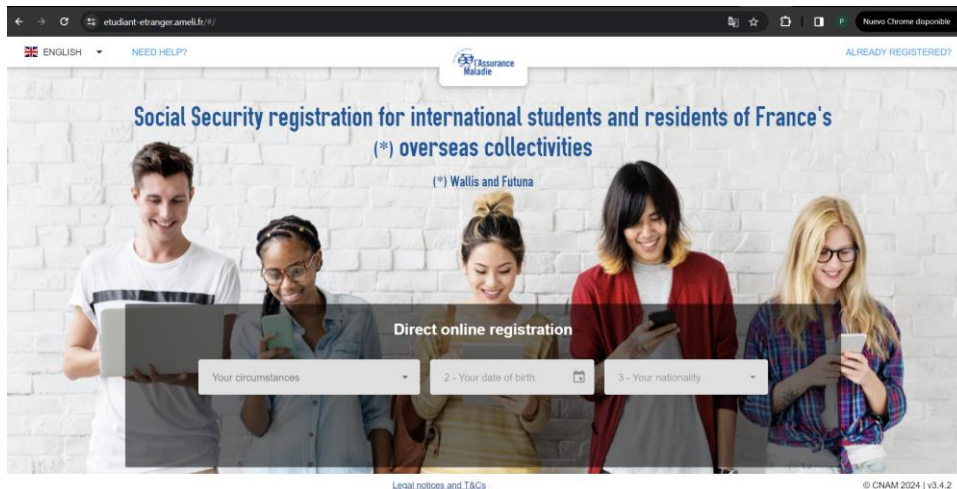 etudiant-etranger.ameli.fr/#/
P
Nuevo Chrome disponible
ENGLISH
NEED HELP?
l'Assurance
Maladie
ALREADY REGISTERED?
Social Security registration for international students and residents of France's
(*) overseas collectivities
(*) Wallis and Futuna
Direct online registration
Your circumstances
2 - Your date of birth
3 - Your nationality
Legal notices and T&Cs
© CNAM 2024 | v3.4.2